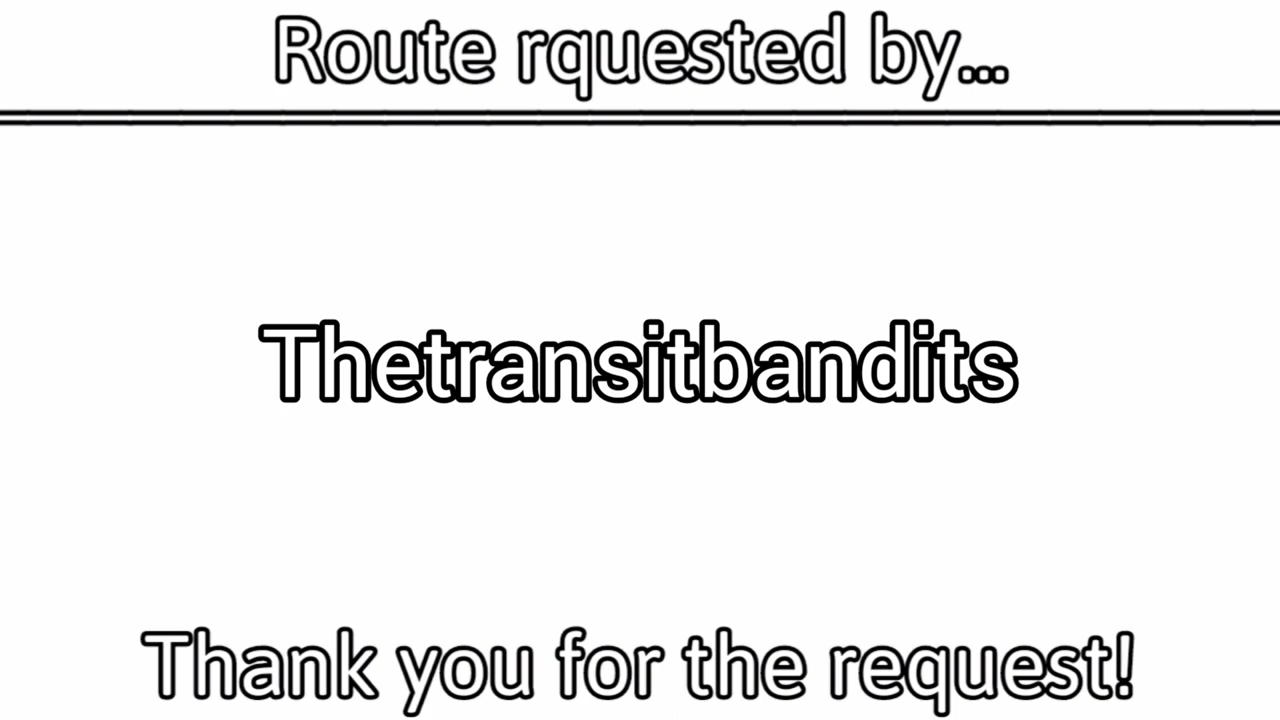 Route rquested by...
Thetransitbandits
Thank you for the request!